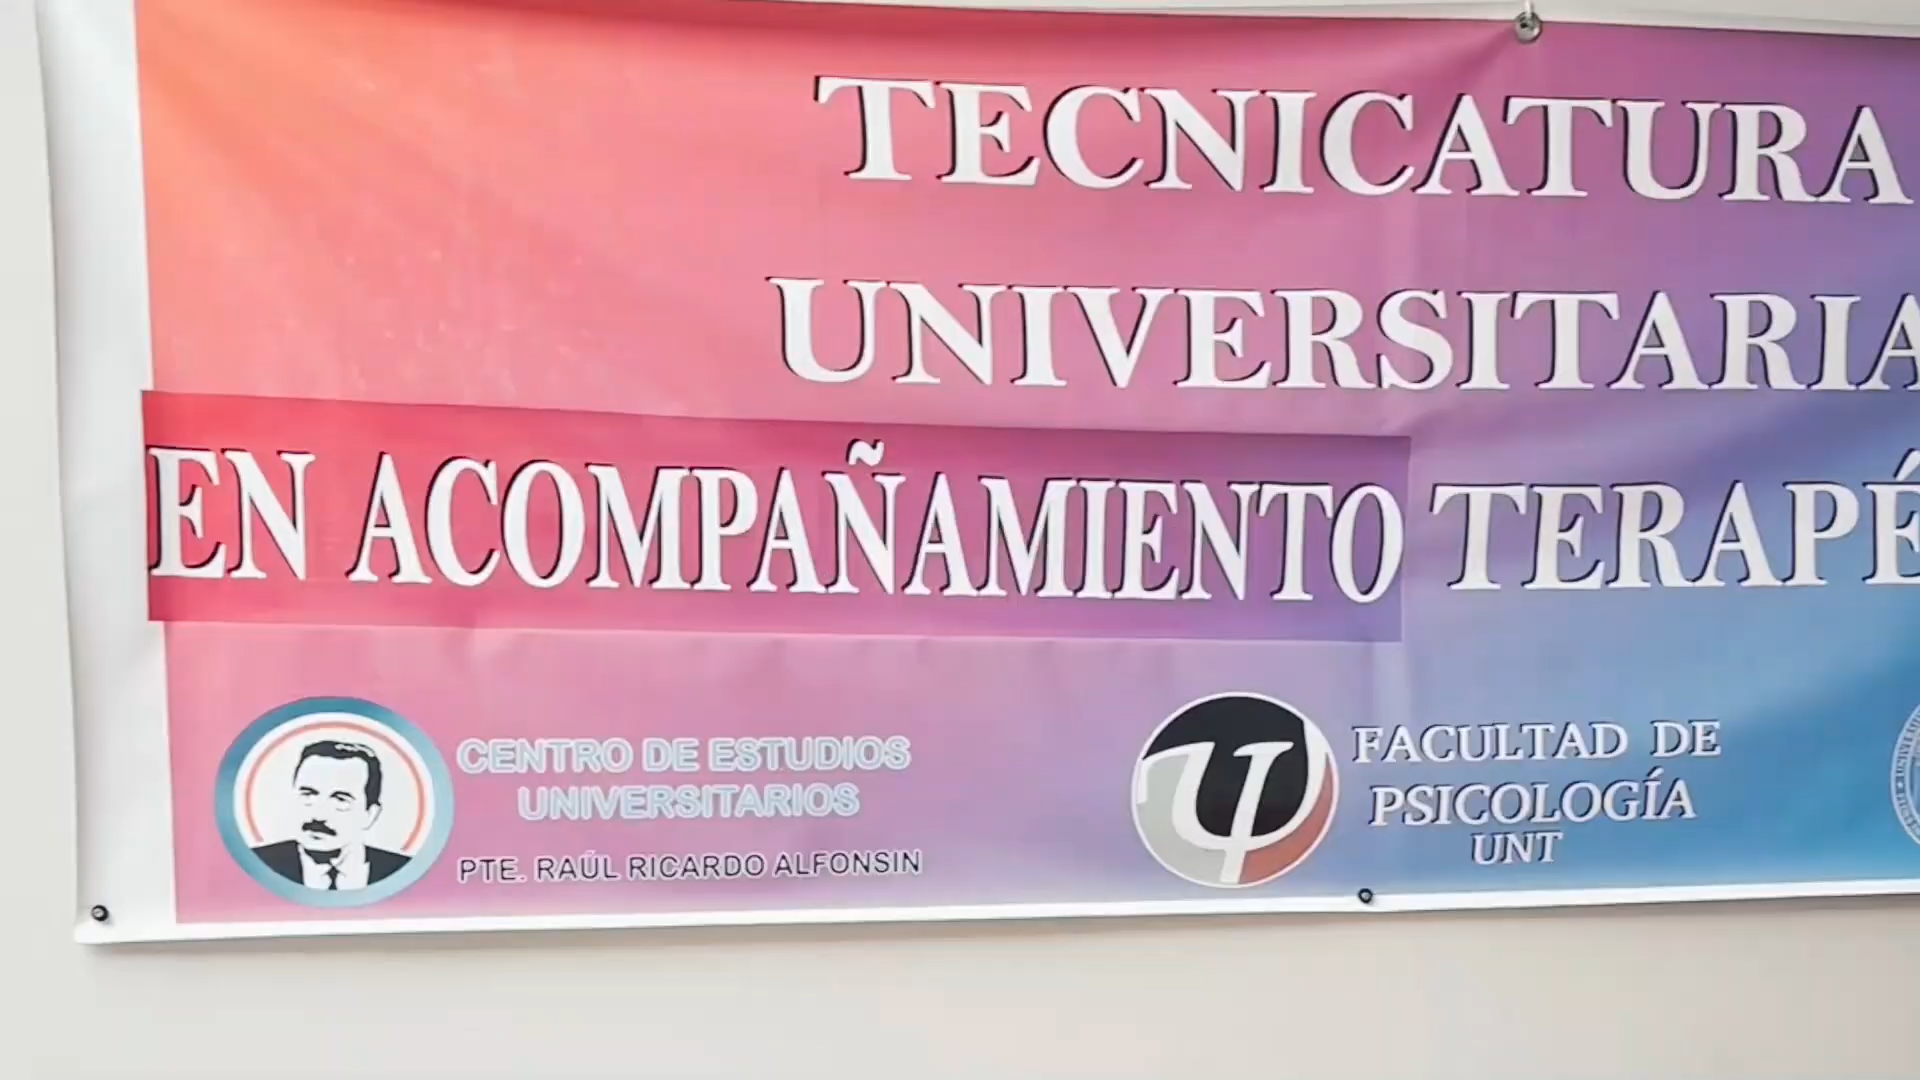 TECNICATURA
UNIVERSITARIA
EN ACOMPAÑAMIENTO TERAPÉ
CENTRO DE ESTUDIOS
UNIVERSITARIOS
PTE. RAÚL RICARDO ALFONSIN
FACULTAD DE
PSICOLOGÍA
UNT